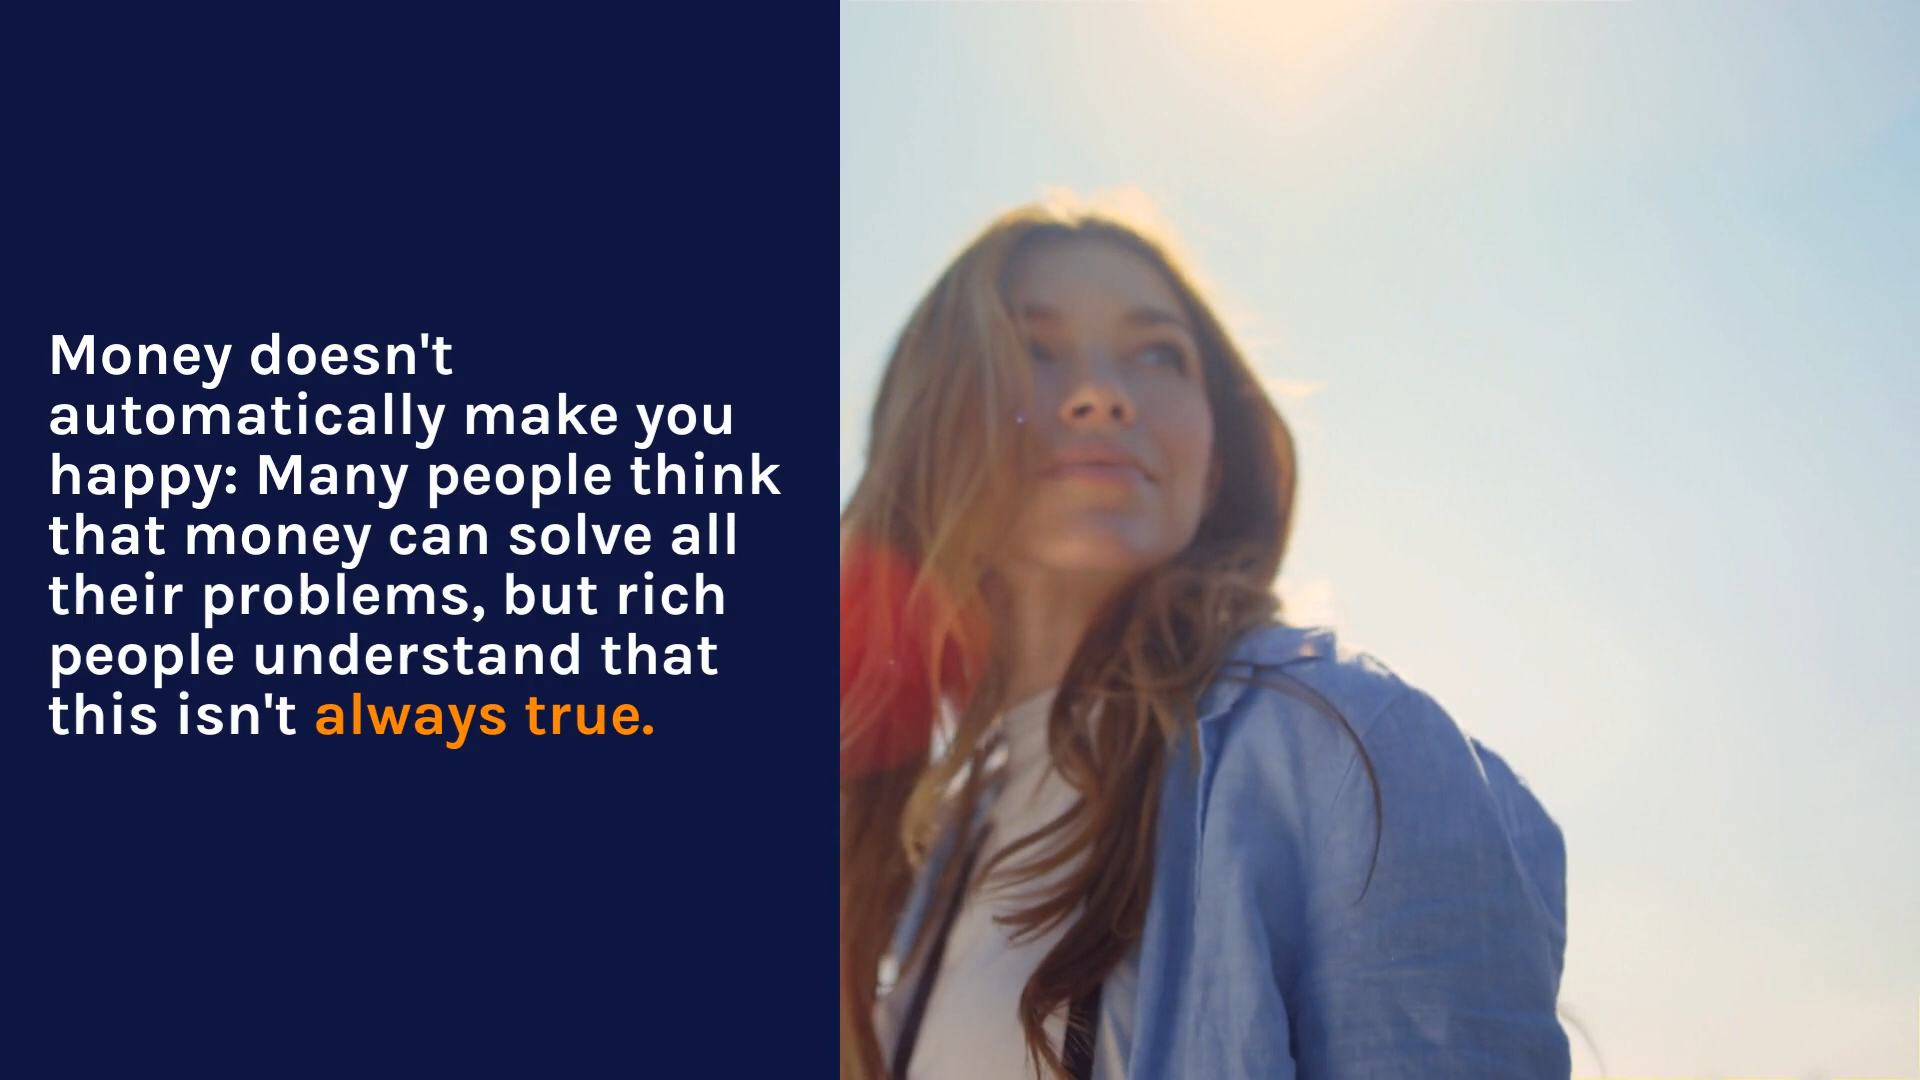 Money doesn't
automatically make you
happy: Many people think
that money can solve all
their problems, but rich
people understand that
this isn't always true.